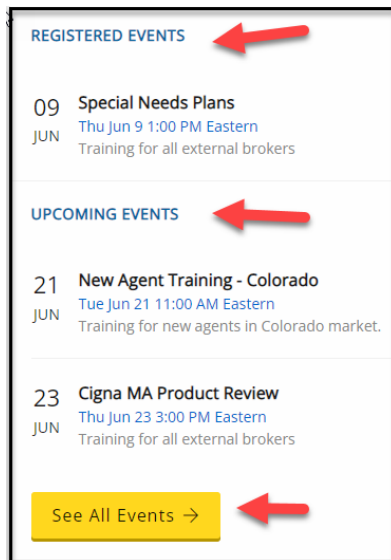 REGISTERED EVENTS
09
JUN
Special Needs Plans
Thu Jun 9 1:00 PM Eastern
Training for all external brokers
UPCOMING EVENTS
21
JUN
New Agent Training - Colorado
Tue Jun 21 11:00 AM Eastern
Training for new agents in Colorado market.
23
JUN
Cigna MA Product Review
Thu Jun 23 3:00 PM Eastern
Training for all external brokers
See All Events →